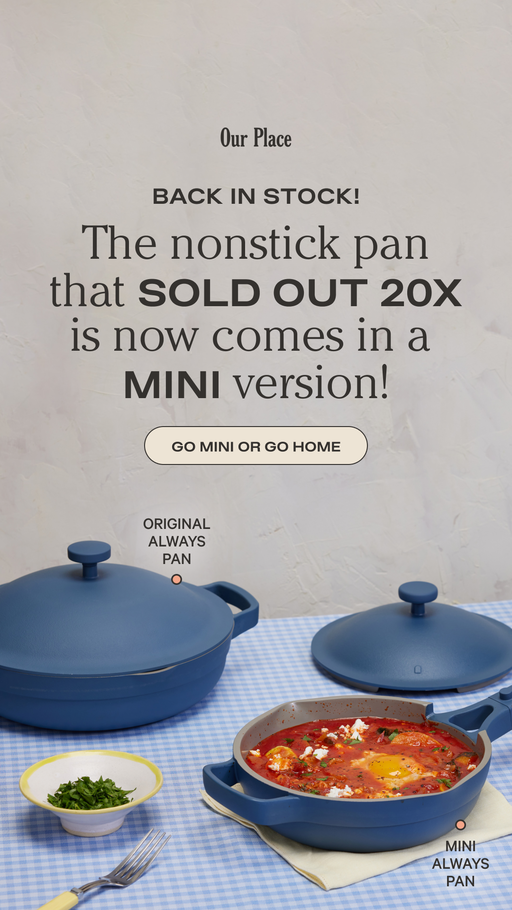 Our Place
BACK IN STOCK!
The nonstick pan
that SOLD OUT 20X
is now comes in a
MINI version!
GO MINI OR GO HOME
ORIGINAL
ALWAYS
PAN
MINI
ALWAYS
PAN